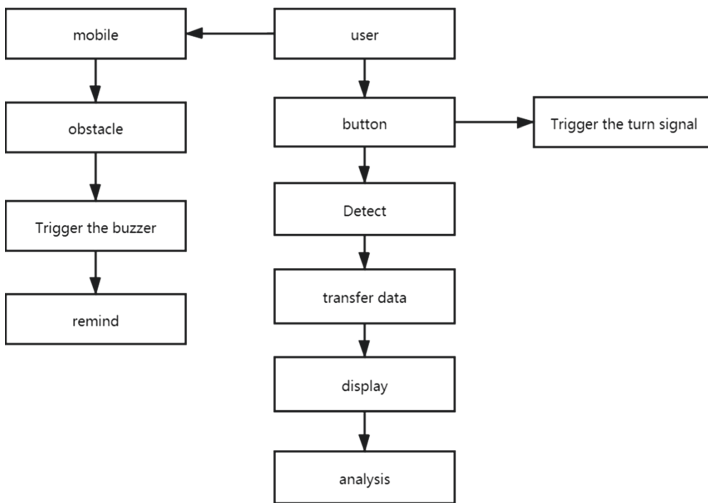 mobile
user
obstacle
button
Trigger the turn signal
Trigger the buzzer
Detect
remind
transfer data
display
analysis